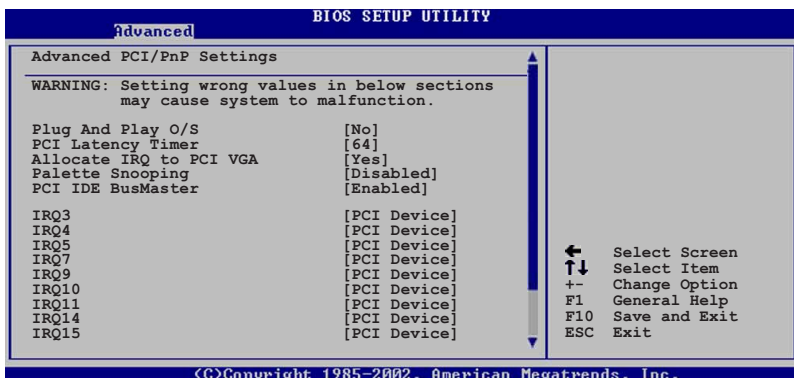 BIOS SETUP UTILITY
Advanced
Advanced PCI/PnP Settings
WARNING: Setting wrong values in below sections
may cause system to malfunction.
Plug And Play O/S [No]
PCI Latency Timer [64]
Allocate IRQ to PCI VGA [Yes]
Palette Snooping [Disabled]
PCI IDE BusMaster [Enabled]
IRQ3 [PCI Device]
IRQ4 [PCI Device]
IRQ5 [PCI Device]
IRQ7 [PCI Device]
IRQ9 [PCI Device]
IRQ10 [PCI Device]
IRQ11 [PCI Device]
IRQ14 [PCI Device]
IRQ15 [PCI Device]
← Select Screen
↑↓ Select Item
+- Change Option
F1 General Help
F10 Save and Exit
ESC Exit
(C)Copyright 1985-2002, American Megatrends, Inc.